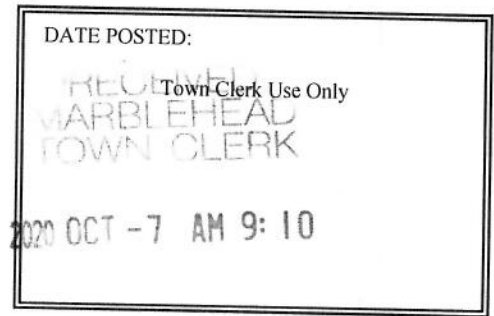 DATE POSTED:
RECEIVED
Town Clerk Use Only
MARBLEHEAD
TOWN CLERK
2020 OCT -7 AM 9: 10